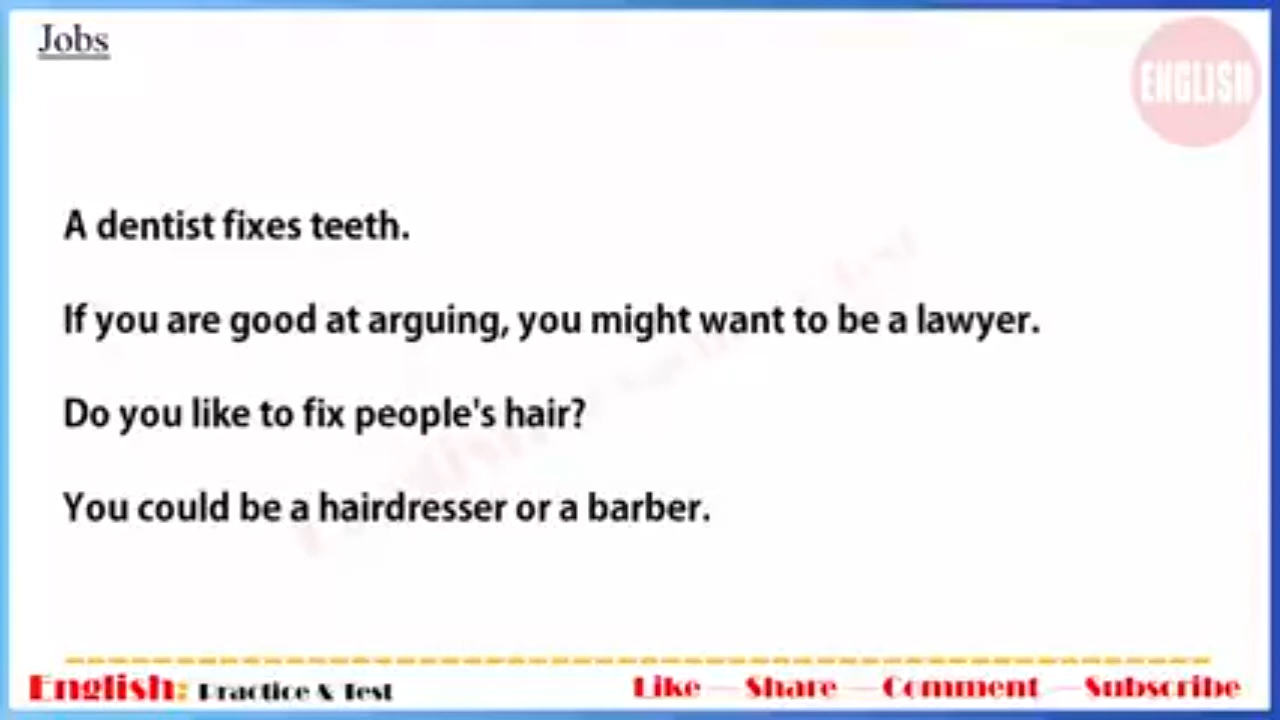 Jobs
ENGLISH
A dentist fixes teeth.
If you are good at arguing, you might want to be a lawyer.
Do you like to fix people's hair?
You could be a hairdresser or a barber.
English: Practice & Test
Like — Share — Comment — Subscribe